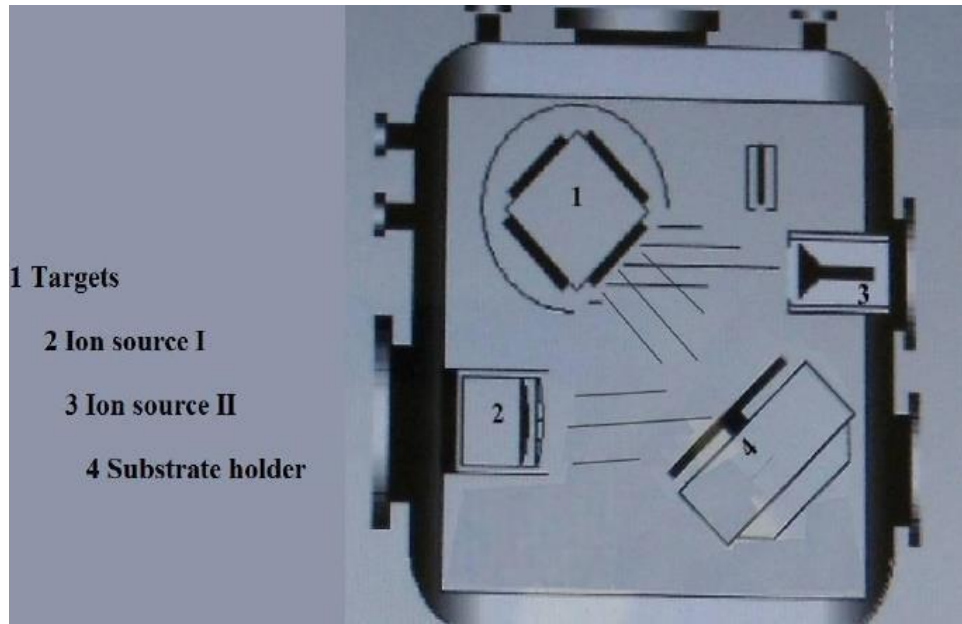 1 Targets
2 Ion source I
3 Ion source II
4 Substrate holder
1
3
2
4